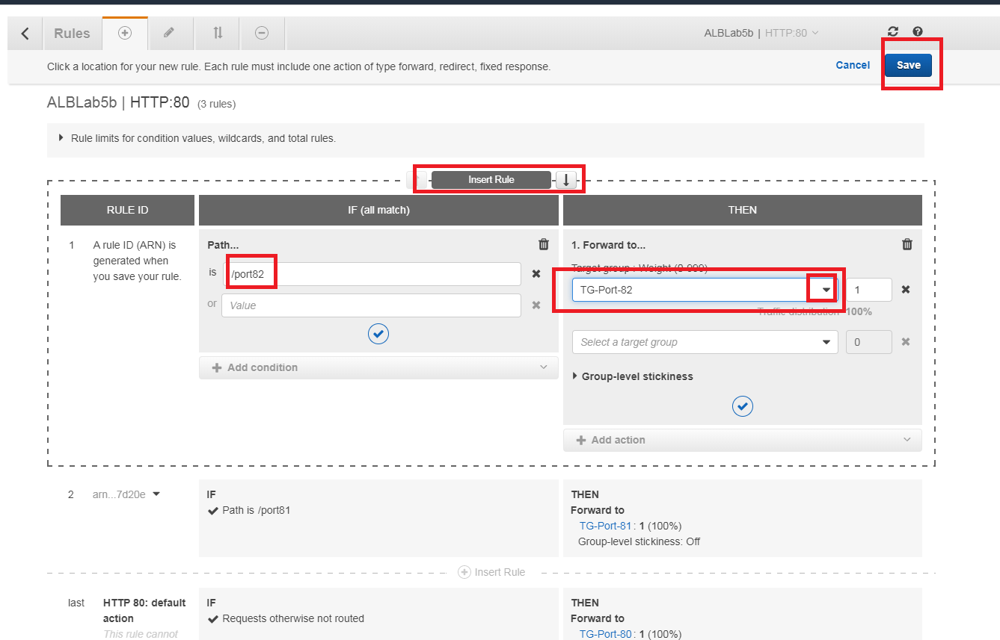 Rules
ALBLab5b | HTTP:80
Click a location for your new rule. Each rule must include one action of type forward, redirect, fixed response.
Cancel
Save
ALBLab5b | HTTP:80 (3 rules)
Rule limits for condition values, wildcards, and total rules.
Insert Rule
RULE ID
IF (all match)
THEN
1
A rule ID (ARN) is
generated when
you save your rule.
Path...
is
/port82
or
Value
Add condition
1. Forward to...
Target group : Weight (0-999)
TG-Port-82
1
Traffic distribution 100%
Select a target group
0
Group-level stickiness
Add action
2
arn...7d20e
IF
Path is /port81
THEN
Forward to
TG-Port-81: 1 (100%)
Group-level stickiness: Off
Insert Rule
last
HTTP 80: default
action
This rule cannot
IF
Requests otherwise not routed
THEN
Forward to
TG-Port-80: 1 (100%)